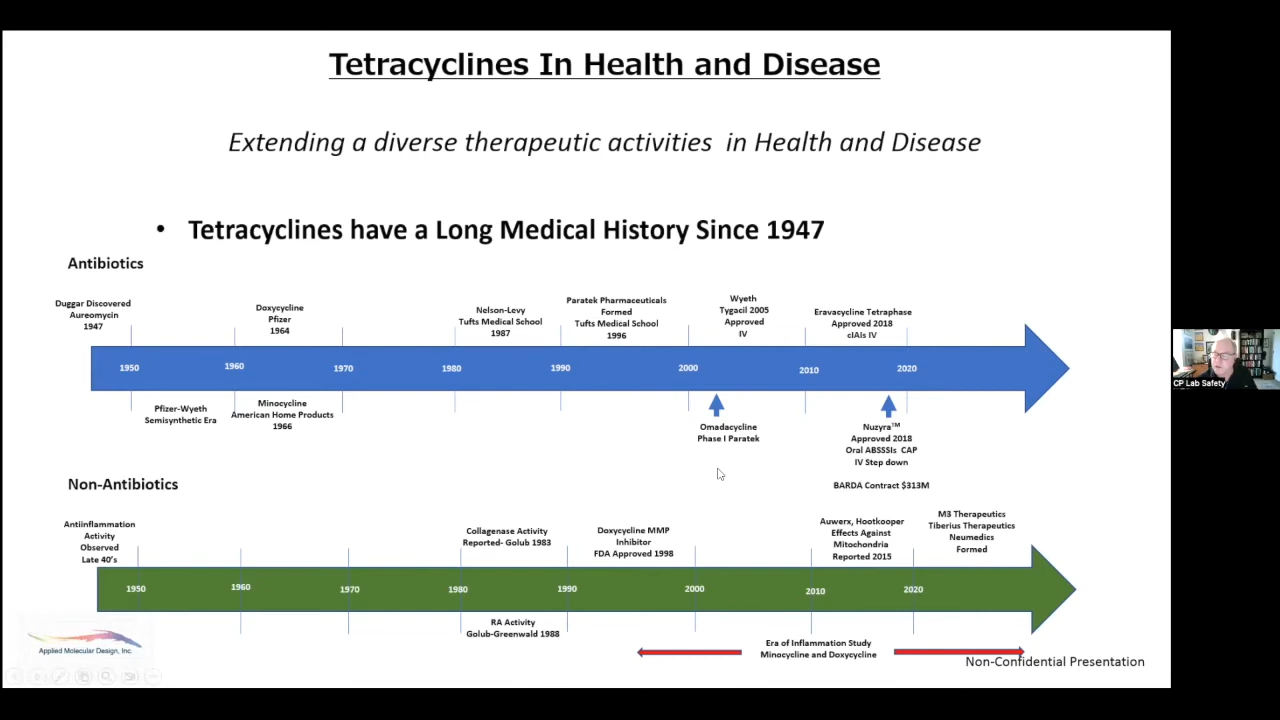 Tetracyclines In Health and Disease
Extending a diverse therapeutic activities in Health and Disease
• Tetracyclines have a Long Medical History Since 1947
Antibiotics
Duggar Discovered
Aureomycin
1947
Doxycycline
Pfizer
1964
Nelson-Levy
Tufts Medical School
1987
Paratek Pharmaceuticals
Formed
Tufts Medical School
1996
Wyeth
Tygacil 2005
Approved
IV
Eravacycline Tetraphase
Approved 2018
cIAIs IV
1950
1960
1970
1980
1990
2000
2010
2020
Pfizer-Wyeth
Semisynthetic Era
Minocycline
American Home Products
1966
Omadacycline
Phase I Paratek
Nuzyra™
Approved 2018
Oral ABSSSIs CAP
IV Step down
BARDA Contract $313M
Non-Antibiotics
Antiinflammation
Activity
Observed
Late 40's
Collagenase Activity
Reported- Golub 1983
Doxycycline MMP
Inhibitor
FDA Approved 1998
Auwerx, Hootkooper
Effects Against
Mitochondria
Reported 2015
M3 Therapeutics
Tiberius Therapeutics
Neumedics
Formed
1950
1960
1970
1980
1990
2000
2010
2020
RA Activity
Golub-Greenwald 1988
Era of Inflammation Study
Minocycline and Doxycycline
Applied Molecular Design, Inc.
Non-Confidential Presentation
CP Lab Safety